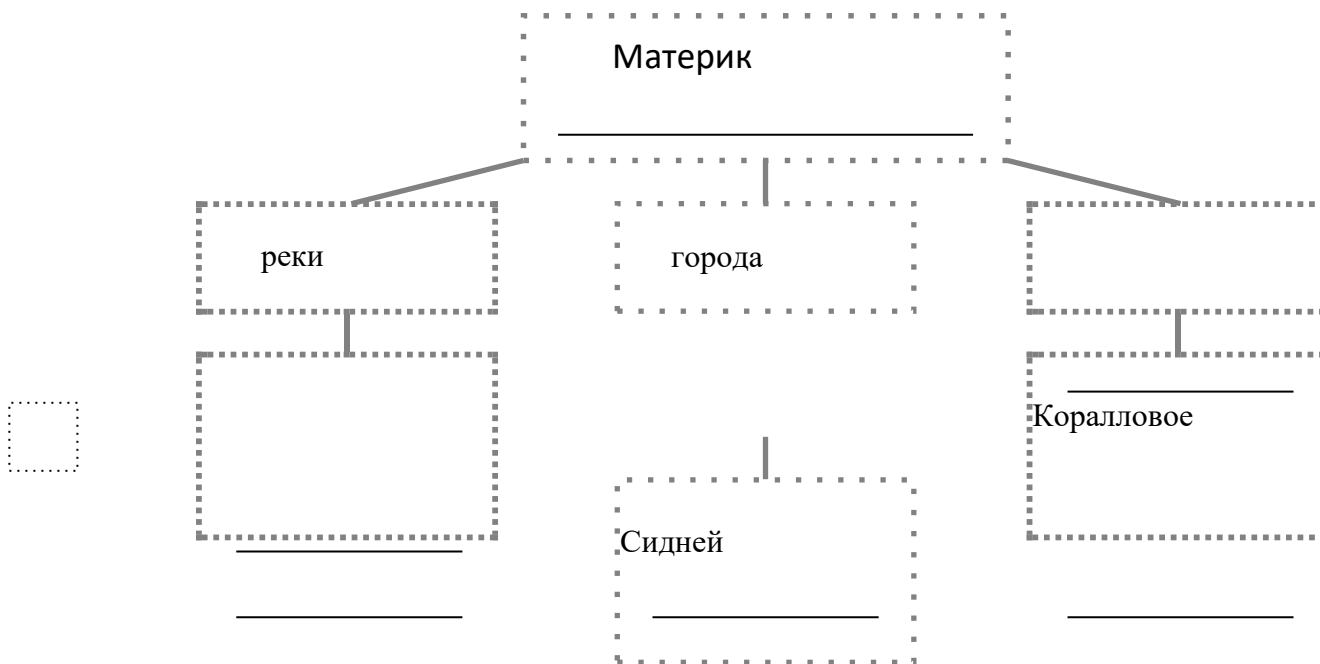 Материк
реки
города
Коралловое
Сидней